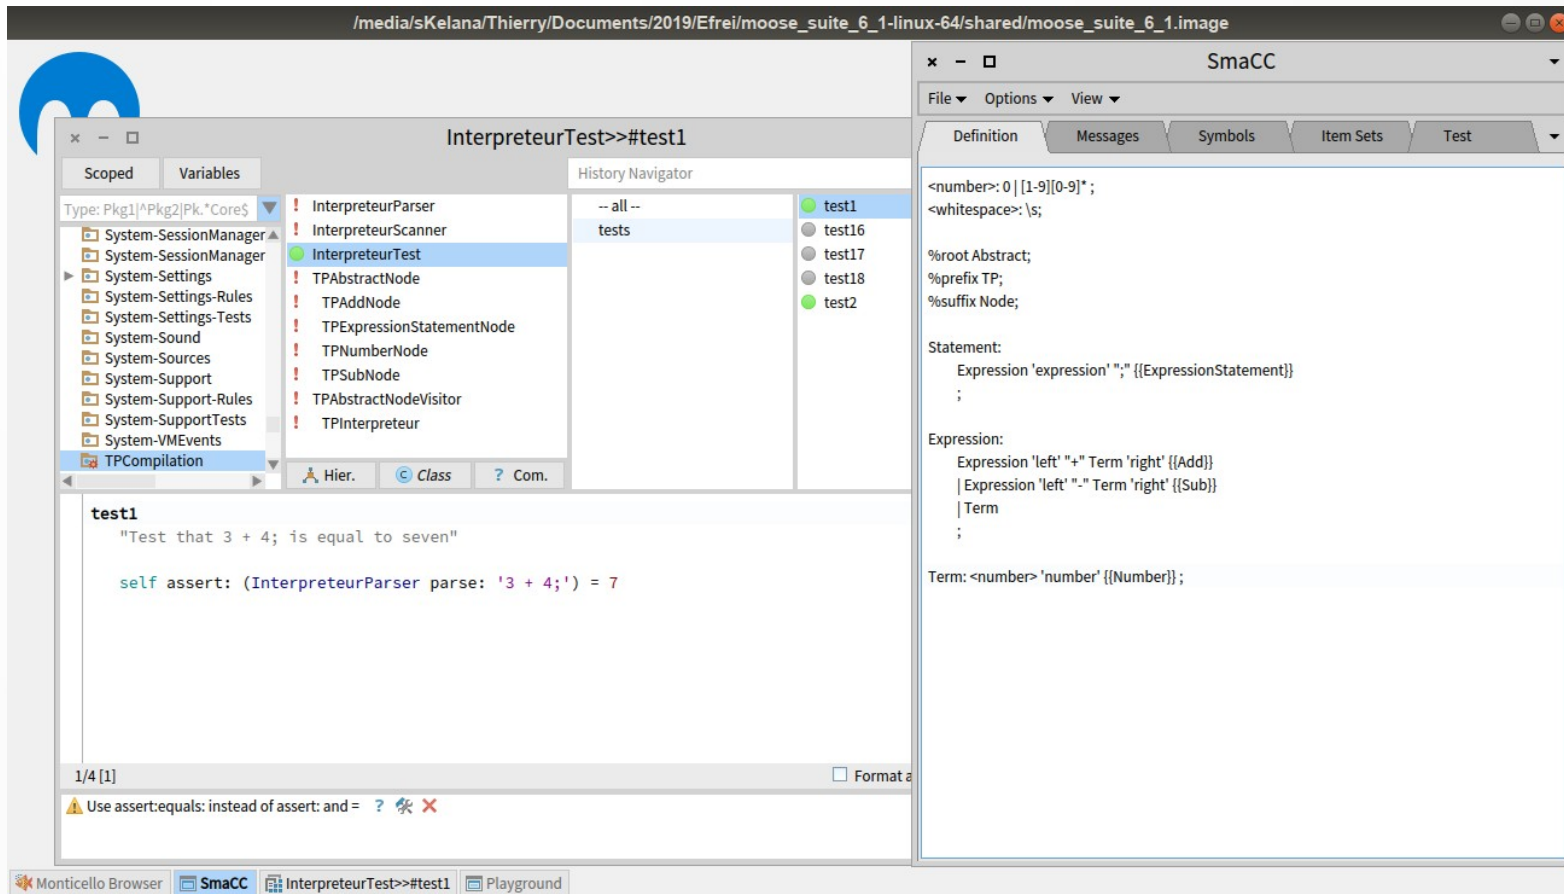 /media/sKelana/Thierry/Documents/2019/Efrei/moose_suite_6_1-linux-64/shared/moose_suite_6_1.image
InterpreteurTest>>#test1
Scoped
Variables
History Navigator
Type: Pkg1|^Pkg2|Pk.*Core$
System-SessionManager
System-SessionManager
System-Settings
System-Settings-Rules
System-Settings-Tests
System-Sound
System-Sources
System-Support
System-Support-Rules
System-SupportTests
System-VMEvents
TPCompilation
InterpreteurParser
InterpreteurScanner
InterpreteurTest
TPAbstractNode
TPAddNode
TPExpressionStatementNode
TPNumberNode
TPSubNode
TPAbstractNodeVisitor
TPInterpreteur
Hier.
Class
? Com.
-- all --
tests
test1
test16
test17
test18
test2
test1
"Test that 3 + 4; is equal to seven"
self assert: (InterpreteurParser parse: '3 + 4;') = 7
1/4 [1]
Format a
Use assert:equals: instead of assert: and = ?
SmaCC
File
Options
View
Definition
Messages
Symbols
Item Sets
Test
<number>: 0 | [1-9][0-9]* ;
<whitespace>: \s;
%root Abstract;
%prefix TP;
%suffix Node;
Statement:
Expression 'expression' ";" {{ExpressionStatement}}
;
Expression:
Expression 'left' "+" Term 'right' {{Add}}
| Expression 'left' "-" Term 'right' {{Sub}}
| Term
;
Term: <number> 'number' {{Number}} ;
Monticello Browser
SmaCC
InterpreteurTest>>#test1
Playground